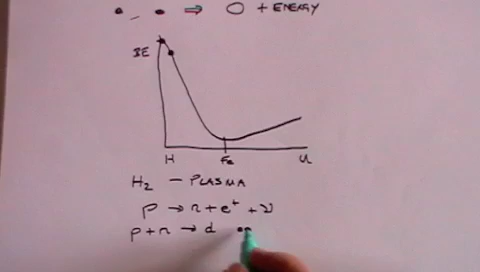 ⇒ O + ENERGY
BE
H Fe U
H₂ – PLASMA
p → n + e⁺ + ν
p + n → d